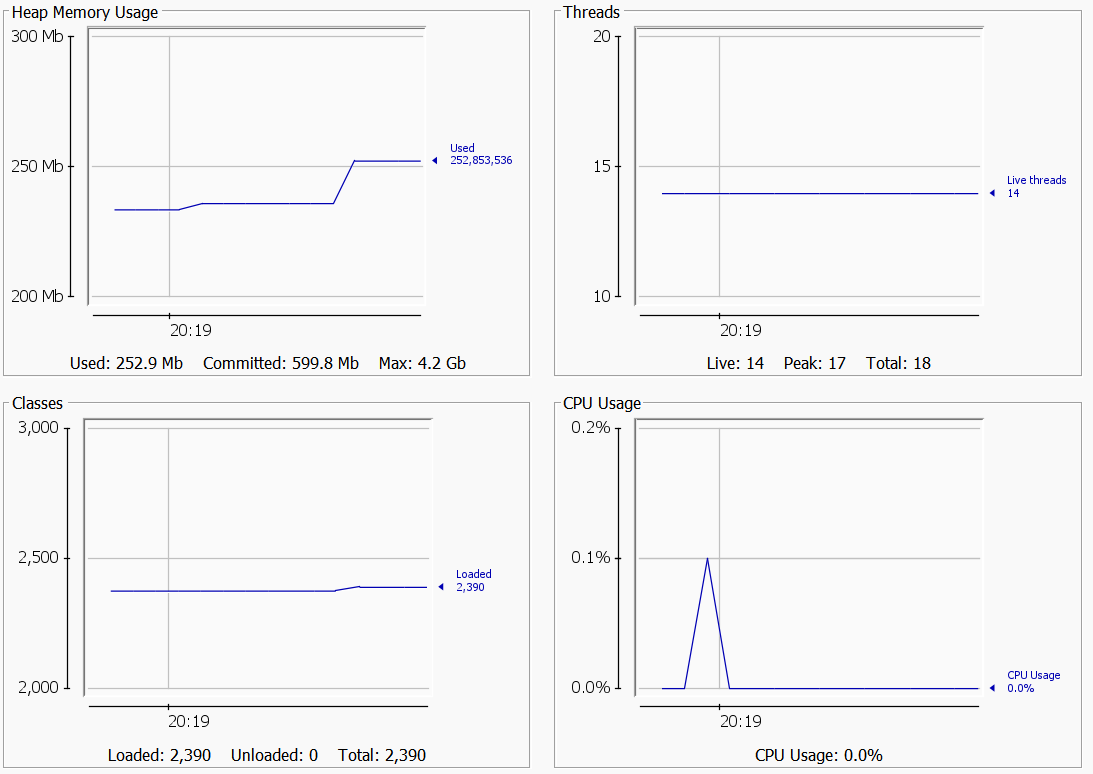 Heap Memory Usage
300 Mb
250 Mb
200 Mb
Used
252,853,536
20:19
Used: 252.9 Mb Committed: 599.8 Mb Max: 4.2 Gb
Threads
20
15
10
Live threads
14
20:19
Live: 14 Peak: 17 Total: 18
Classes
3,000
2,500
2,000
Loaded
2,390
20:19
Loaded: 2,390 Unloaded: 0 Total: 2,390
CPU Usage
0.2%
0.1%
0.0%
CPU Usage
0.0%
20:19
CPU Usage: 0.0%